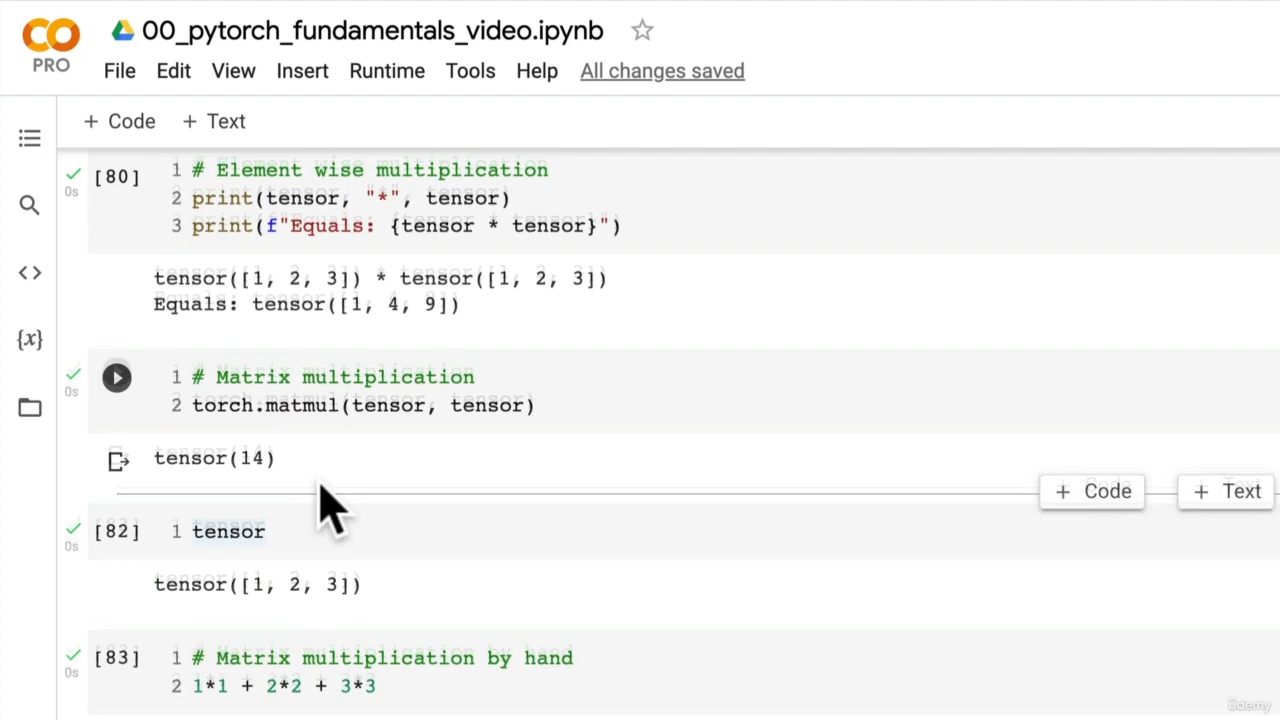 00_pytorch_fundamentals_video.ipynb
PRO
File Edit View Insert Runtime Tools Help All changes saved
+ Code + Text
[80]
0s
1 # Element wise multiplication
2 print(tensor, "*", tensor)
3 print(f"Equals: {tensor * tensor}")
tensor([1, 2, 3]) * tensor([1, 2, 3])
Equals: tensor([1, 4, 9])
{x}
0s
1 # Matrix multiplication
2 torch.matmul(tensor, tensor)
tensor(14)
+ Code + Text
[82] 1 tensor
0s
tensor([1, 2, 3])
[83] 1 # Matrix multiplication by hand
0s
2 1*1 + 2*2 + 3*3
ûdemy